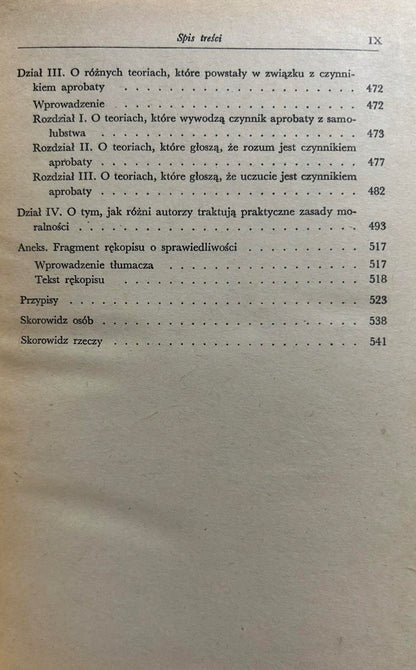 Spis treści IX
Dział III. O różnych teoriach, które powstały w związku z czynni-
kiem aprobaty . . . . . . . . . . . . . . . . . . . 472
Wprowadzenie . . . . . . . . . . . . . . . . . . . 472
Rozdział I. O teoriach, które wywodzą czynnik aprobaty z samo-
lubstwa . . . . . . . . . . . . . . . . . . . 473
Rozdział II. O teoriach, które głoszą, że rozum jest czynnikiem
aprobaty . . . . . . . . . . . . . . . . . . . 477
Rozdział III. O teoriach, które głoszą, że uczucie jest czynnikiem
aprobaty . . . . . . . . . . . . . . . . . . . 482
Dział IV. O tym, jak różni autorzy traktują praktyczne zasady mo-
ralności . . . . . . . . . . . . . . . . . . . 493
Aneks. Fragment rękopisu o sprawiedliwości . . . . . . . . . 517
Wprowadzenie tłumacza . . . . . . . . . . . . . . . 518
Tekst rękopisu . . . . . . . . . . . . . . . . . . . 518
Przypisy . . . . . . . . . . . . . . . . . . . 523
Skorowidz osób . . . . . . . . . . . . . . . . . . . 538
Skorowidz rzeczy . . . . . . . . . . . . . . . . . . . 541